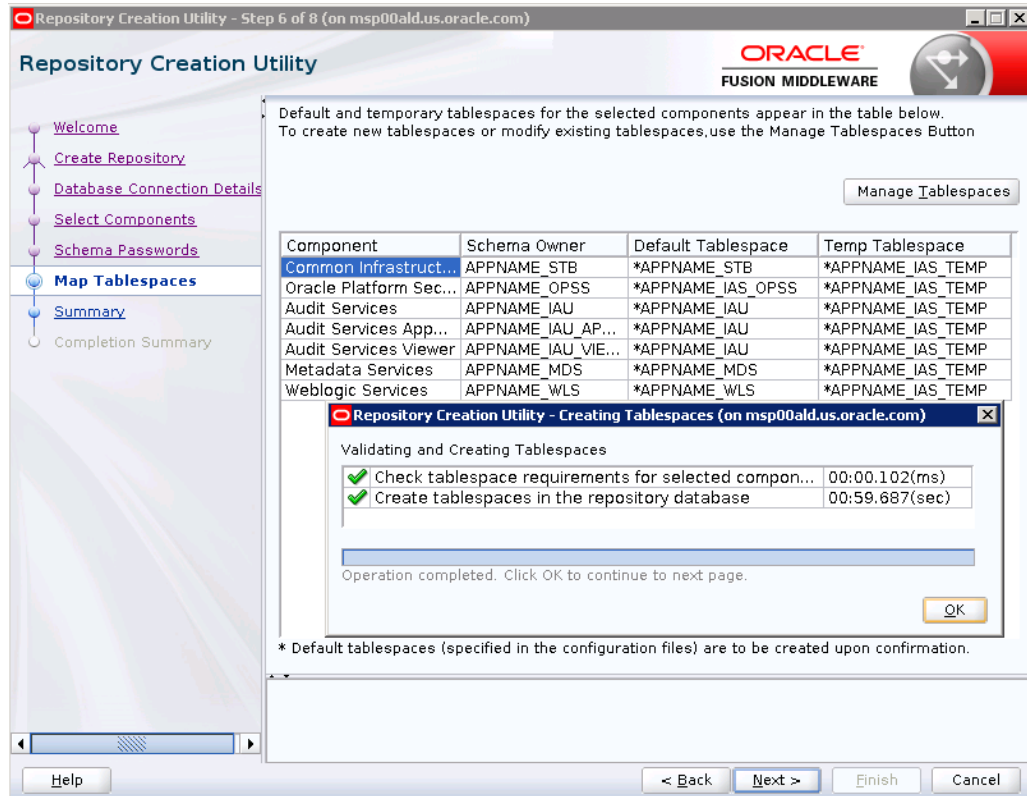 Repository Creation Utility - Step 6 of 8 (on msp00ald.us.oracle.com)
Repository Creation Utility
ORACLE
FUSION MIDDLEWARE
Welcome
Create Repository
Database Connection Details
Select Components
Schema Passwords
Map Tablespaces
Summary
Completion Summary
Default and temporary tablespaces for the selected components appear in the table below.
To create new tablespaces or modify existing tablespaces,use the Manage Tablespaces Button
Manage Tablespaces
Component Schema Owner Default Tablespace Temp Tablespace
Common Infrastruct... APPNAME_STB *APPNAME_STB *APPNAME_IAS_TEMP
Oracle Platform Sec... APPNAME_OPSS *APPNAME_IAS_OPSS *APPNAME_IAS_TEMP
Audit Services APPNAME_IAU *APPNAME_IAU *APPNAME_IAS_TEMP
Audit Services App... APPNAME_IAU_AP... *APPNAME_IAU *APPNAME_IAS_TEMP
Audit Services Viewer APPNAME_IAU_VIE... *APPNAME_IAU *APPNAME_IAS_TEMP
Metadata Services APPNAME_MDS *APPNAME_MDS *APPNAME_IAS_TEMP
Weblogic Services APPNAME_WLS *APPNAME_WLS *APPNAME_IAS_TEMP
Repository Creation Utility - Creating Tablespaces (on msp00ald.us.oracle.com)
Validating and Creating Tablespaces
Check tablespace requirements for selected compon... 00:00.102(ms)
Create tablespaces in the repository database 00:59.687(sec)
Operation completed. Click OK to continue to next page.
OK
* Default tablespaces (specified in the configuration files) are to be created upon confirmation.
Help
< Back
Next >
Finish
Cancel